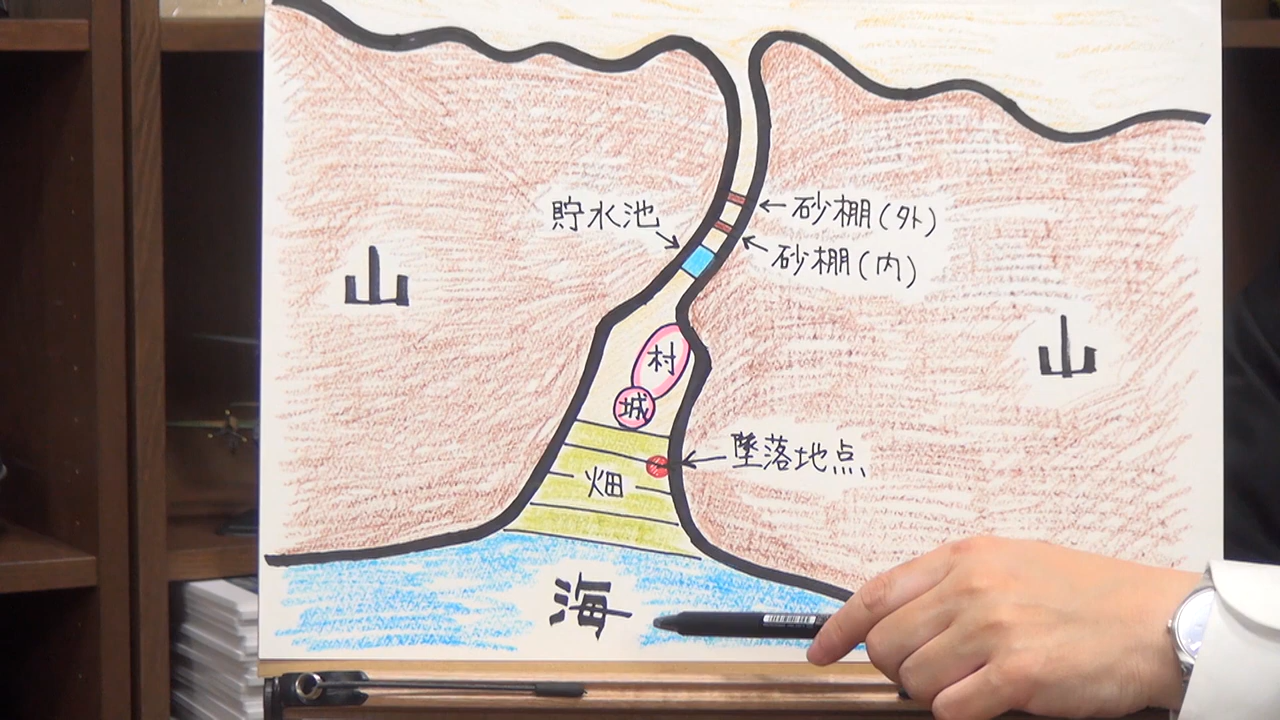 貯水池
砂棚(外)
砂棚(内)
山
山
村
城
墜落地点
畑
海